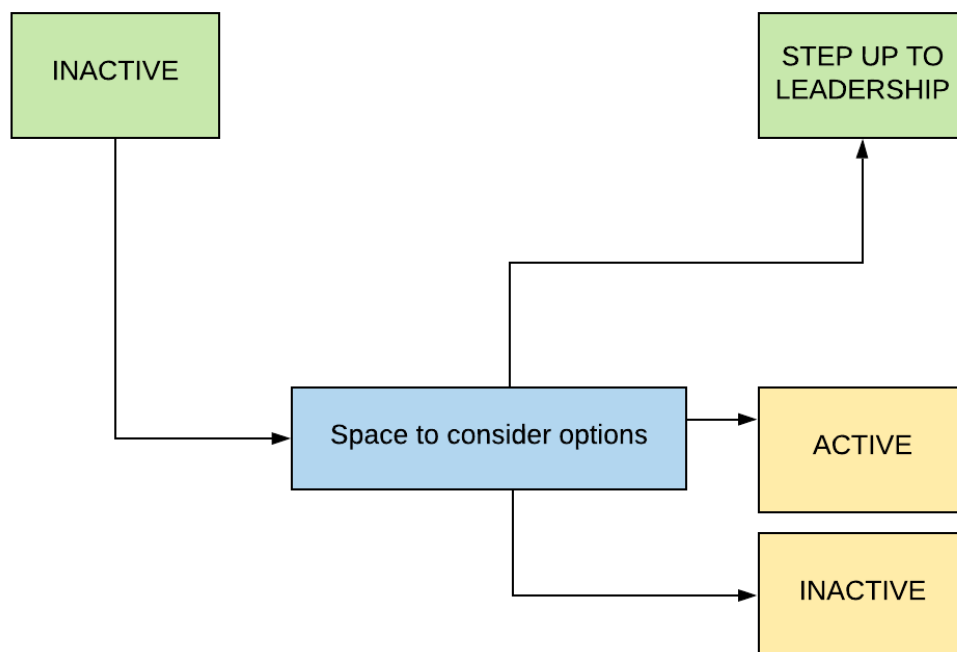 INACTIVE
STEP UP TO
LEADERSHIP
Space to consider options
ACTIVE
INACTIVE